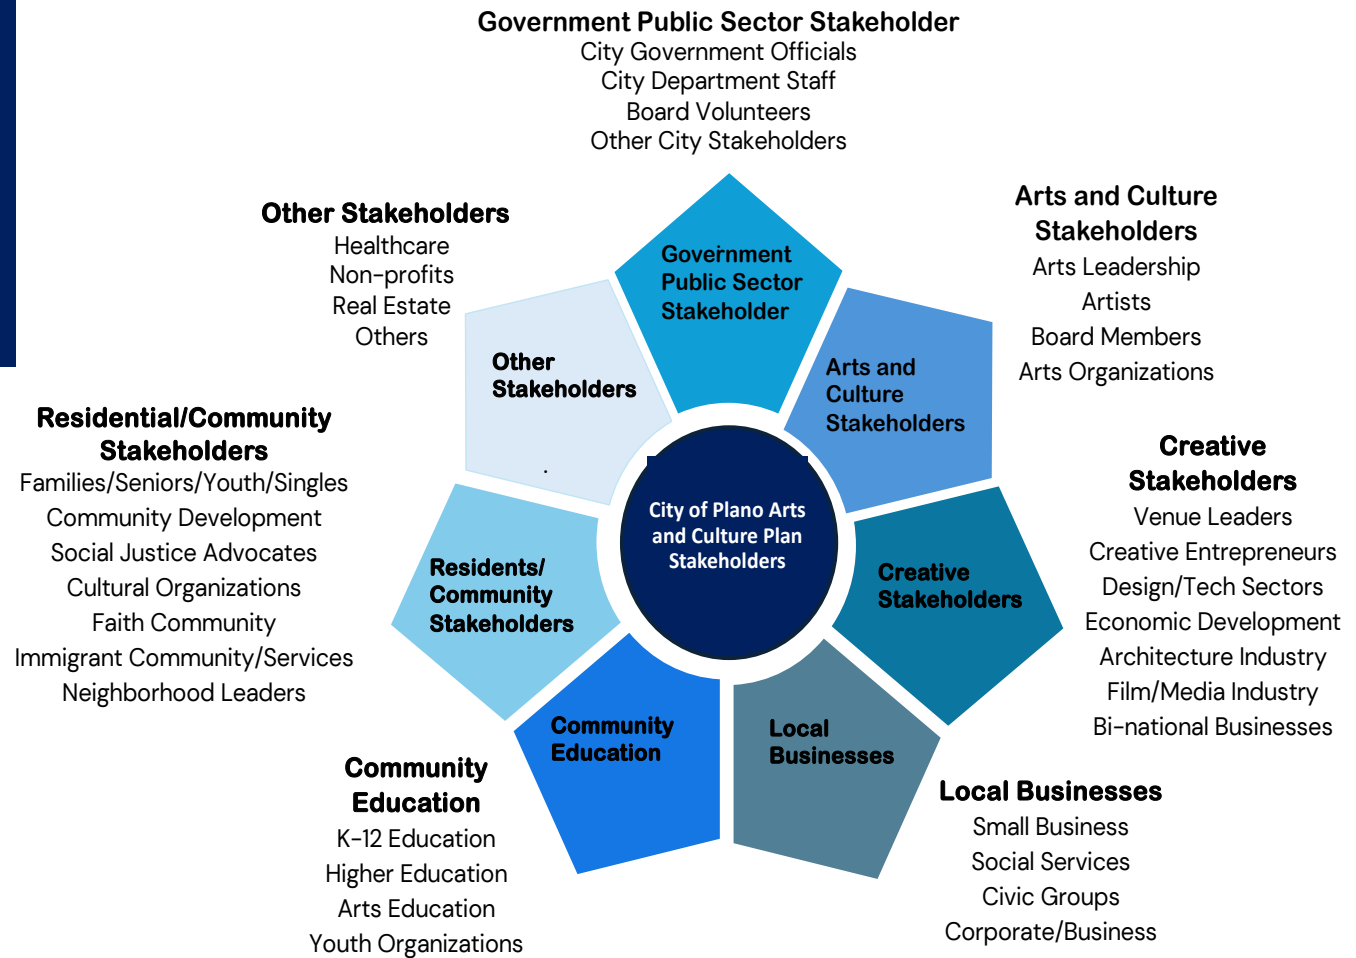 Government Public Sector Stakeholder
City Government Officials
City Department Staff
Board Volunteers
Other City Stakeholders
Arts and Culture
Stakeholders
Arts Leadership
Artists
Board Members
Arts Organizations
Creative
Stakeholders
Venue Leaders
Creative Entrepreneurs
Design/Tech Sectors
Economic Development
Architecture Industry
Film/Media Industry
Bi-national Businesses
Local Businesses
Small Business
Social Services
Civic Groups
Corporate/Business
Community
Education
K-12 Education
Higher Education
Arts Education
Youth Organizations
Residential/Community
Stakeholders
Families/Seniors/Youth/Singles
Community Development
Social Justice Advocates
Cultural Organizations
Faith Community
Immigrant Community/Services
Neighborhood Leaders
Other Stakeholders
Healthcare
Non-profits
Real Estate
Others
Government
Public Sector
Stakeholder
Arts and
Culture
Stakeholders
Creative
Stakeholders
Local
Businesses
Community
Education
Residents/
Community
Stakeholders
Other
Stakeholders
.
City of Plano Arts
and Culture Plan
Stakeholders